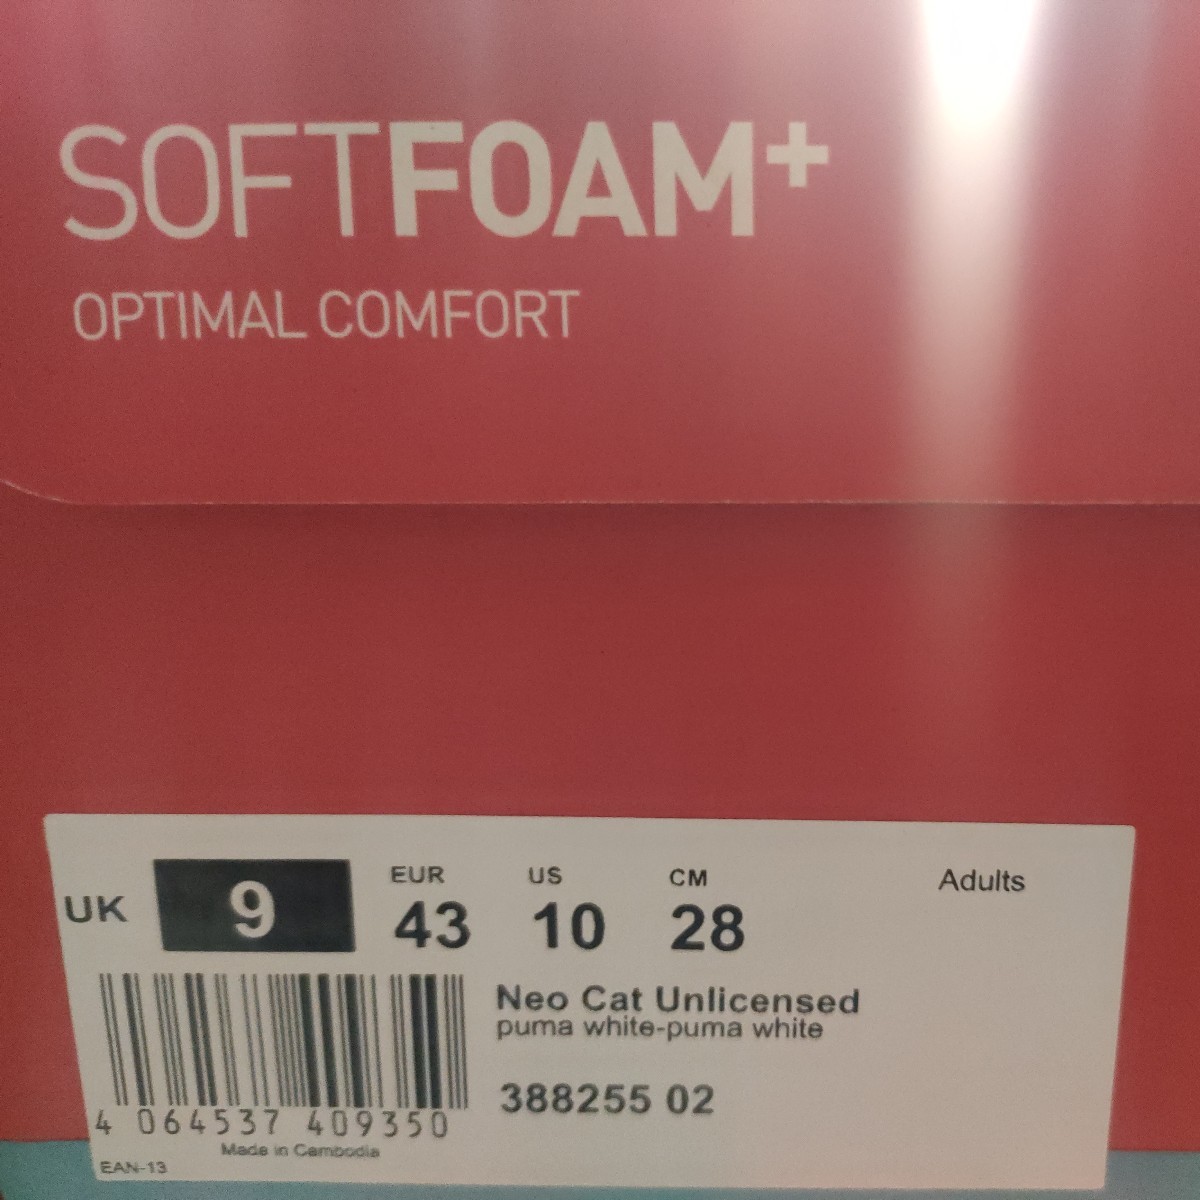 SOFTFOAM+
OPTIMAL COMFORT
UK 9 EUR 43 US 10 CM 28 Adults
Neo Cat Unlicensed
puma white-puma white
388255 02
4 064537 409350
Made in Cambodia
EAN-13